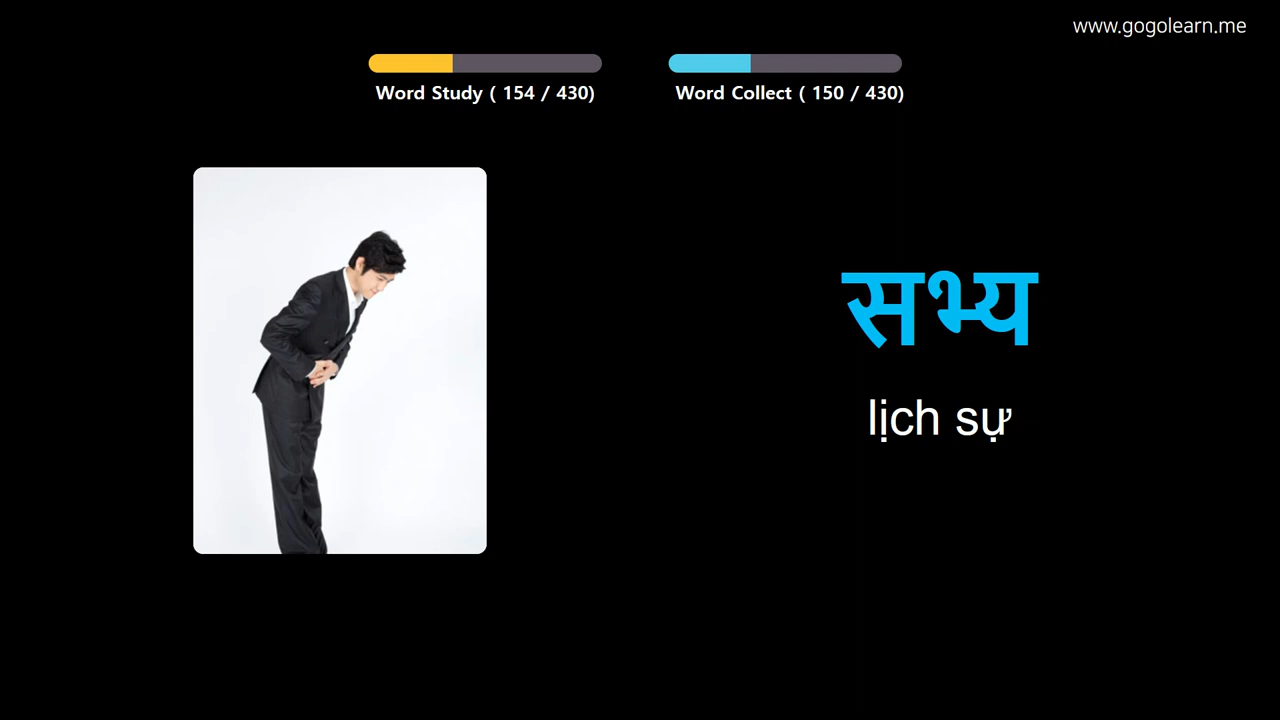 www.gogolearn.me
Word Study ( 154 / 430)
Word Collect ( 150 / 430)
सभ्य
lịch sự